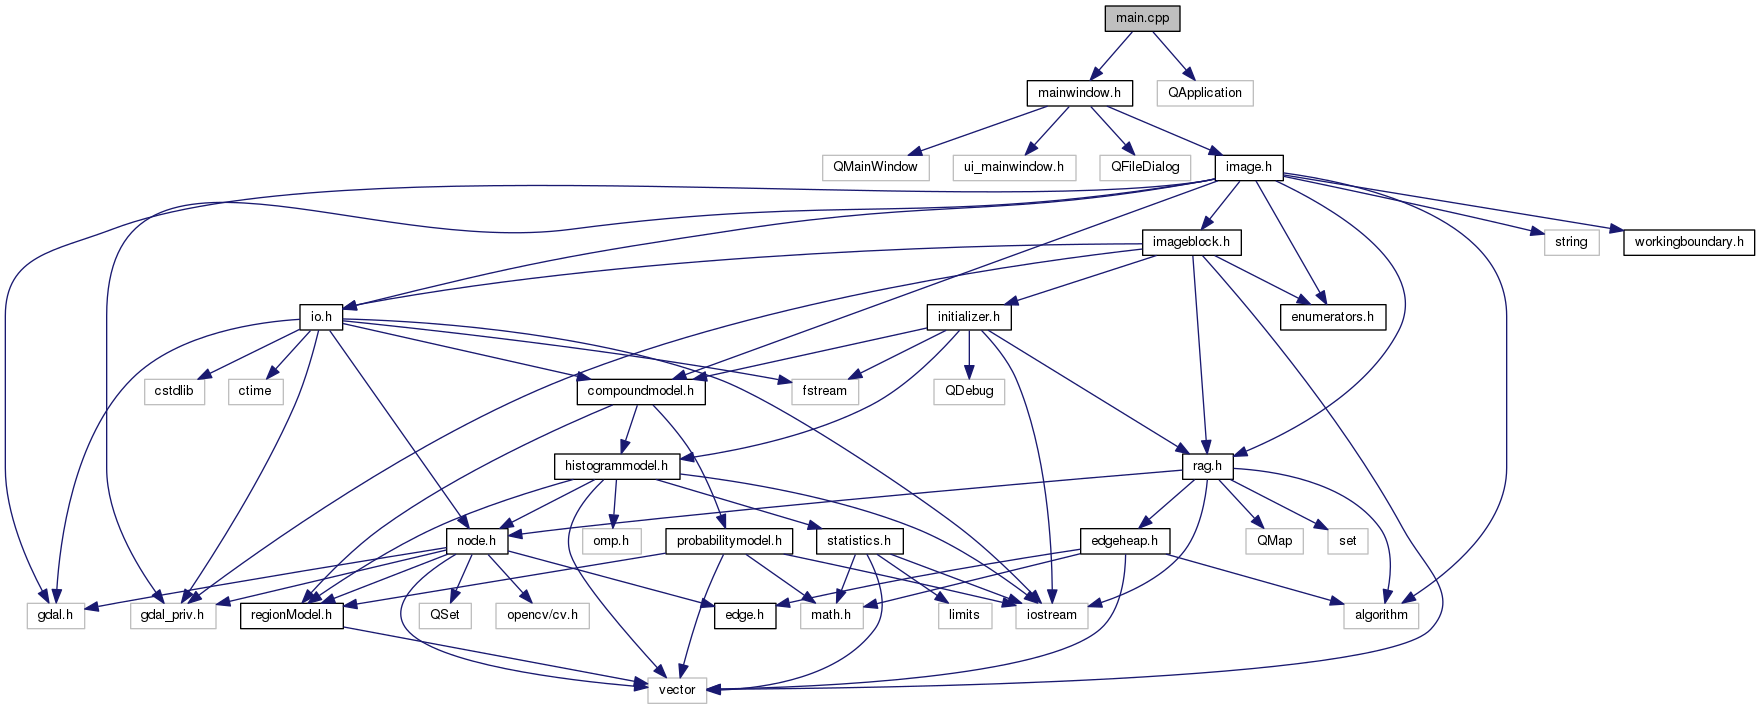 main.cpp
mainwindow.h
QApplication
QMainWindow
ui_mainwindow.h
QFileDialog
image.h
imageblock.h
string
workingboundary.h
io.h
initializer.h
enumerators.h
cstdlib
ctime
compoundmodel.h
fstream
QDebug
histogrammodel.h
rag.h
node.h
omp.h
probabilitymodel.h
statistics.h
edgeheap.h
QMap
set
gdal.h
gdal_priv.h
regionModel.h
QSet
opencv/cv.h
edge.h
math.h
limits
iostream
algorithm
vector